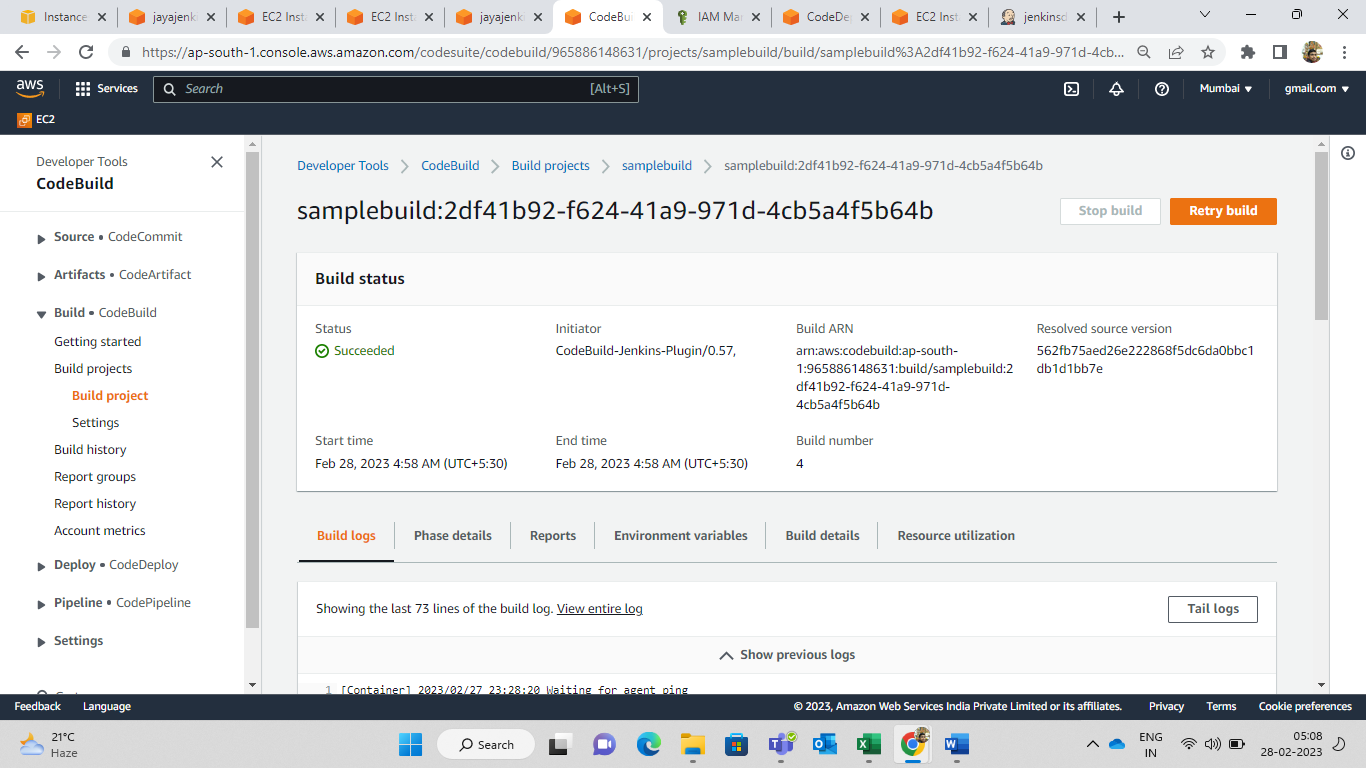 Instance
jayajenk
EC2 Inst
EC2 Inst
jayajenk
CodeBui
IAM Man
CodeDep
EC2 Inst
jenkinsd
https://ap-south-1.console.aws.amazon.com/codesuite/codebuild/965886148631/projects/samplebuild/build/samplebuild%3A2df41b92-f624-41a9-971d-4cb...
aws
Services
Search
[Alt+S]
Mumbai
gmail.com
EC2
Developer Tools
CodeBuild
Source • CodeCommit
Artifacts • CodeArtifact
Build • CodeBuild
Getting started
Build projects
Build project
Settings
Build history
Report groups
Report history
Account metrics
Deploy • CodeDeploy
Pipeline • CodePipeline
Settings
Developer Tools
CodeBuild
Build projects
samplebuild
samplebuild:2df41b92-f624-41a9-971d-4cb5a4f5b64b
samplebuild:2df41b92-f624-41a9-971d-4cb5a4f5b64b
Stop build
Retry build
Build status
Status
Succeeded
Initiator
CodeBuild-Jenkins-Plugin/0.57,
Build ARN
arn:aws:codebuild:ap-south-
1:965886148631:build/samplebuild:2
df41b92-f624-41a9-971d-
4cb5a4f5b64b
Resolved source version
562fb75aed26e222868f5dc6da0bbc1
db1d1bb7e
Start time
Feb 28, 2023 4:58 AM (UTC+5:30)
End time
Feb 28, 2023 4:58 AM (UTC+5:30)
Build number
4
Build logs
Phase details
Reports
Environment variables
Build details
Resource utilization
Showing the last 73 lines of the build log. View entire log
Tail logs
Show previous logs
1 [Container] 2023/02/27 23:28:20 Waiting for agent ping
Feedback
Language
© 2023, Amazon Web Services India Private Limited or its affiliates.
Privacy
Terms
Cookie preferences
21°C
Haze
Search
ENG
IN
05:08
28-02-2023